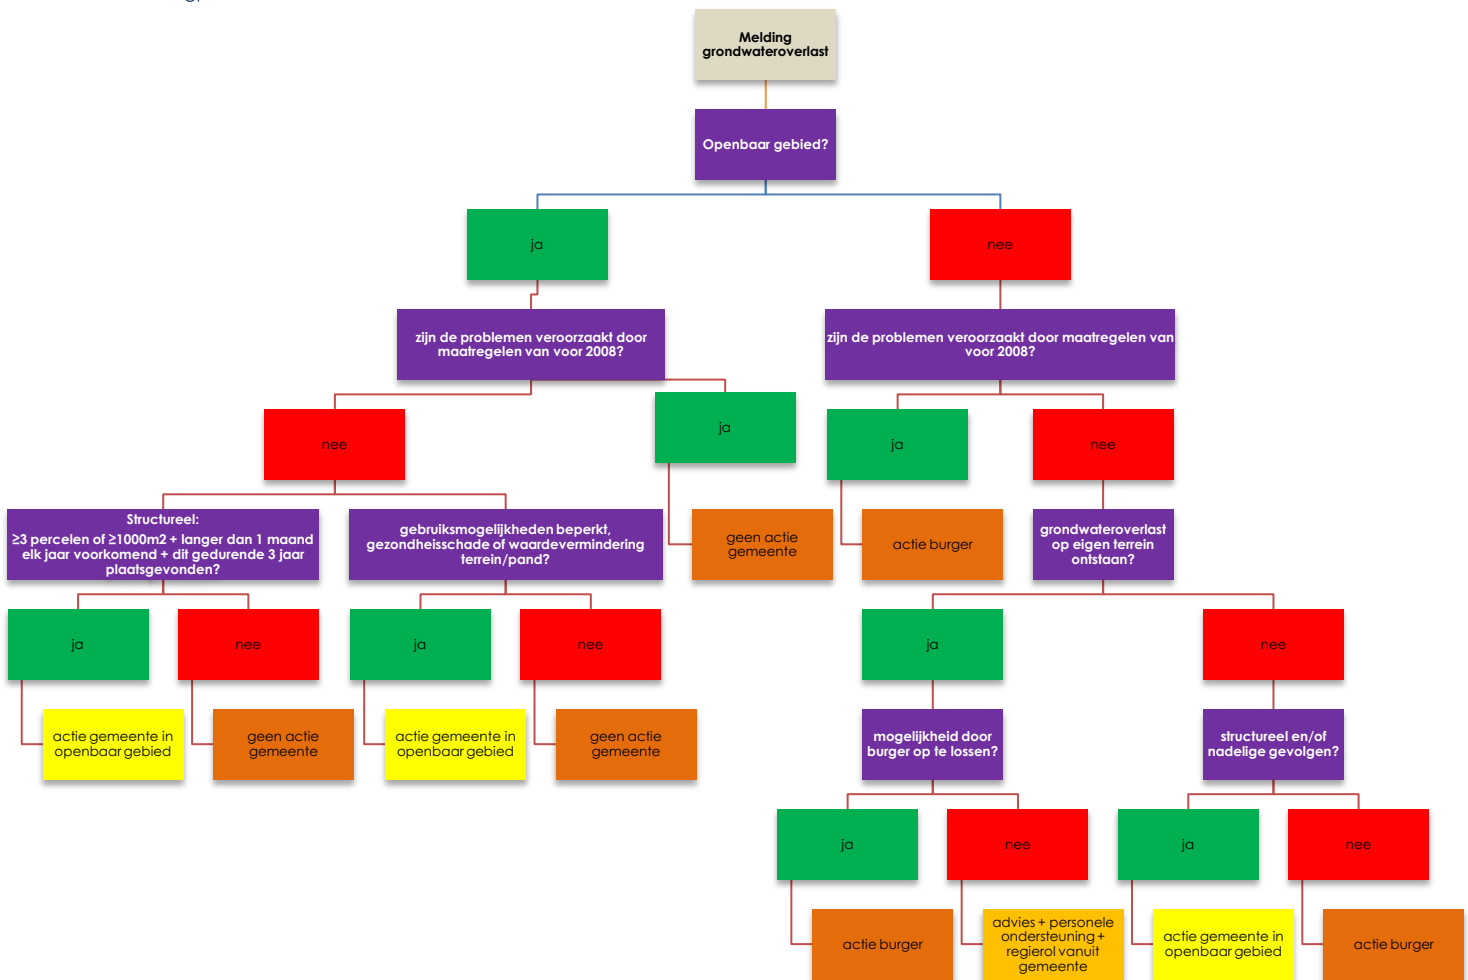 Melding
grondwateroverlast
Openbaar gebied?
ja
nee
zijn de problemen veroorzaakt door
maatregelen van voor 2008?
zijn de problemen veroorzaakt door maatregelen van
voor 2008?
nee
ja
ja
nee
Structureel:
≥3 percelen of ≥1000m2 + langer dan 1 maand
elk jaar voorkomend + dit gedurende 3 jaar
plaatsgevonden?
gebruiksmogelijkheden beperkt,
gezondheisschade of waardevermindering
terrein/pand?
geen actie
gemeente
actie burger
grondwateroverlast
op eigen terrein
ontstaan?
ja
nee
ja
nee
ja
nee
actie gemeente in
openbaar gebied
geen actie
gemeente
actie gemeente in
openbaar gebied
geen actie
gemeente
mogelijkheid door
burger op te lossen?
structureel en/of
nadelige gevolgen?
ja
nee
ja
nee
actie burger
advies + personele
ondersteuning +
regierol vanuit
gemeente
actie gemeente in
openbaar gebied
actie burger